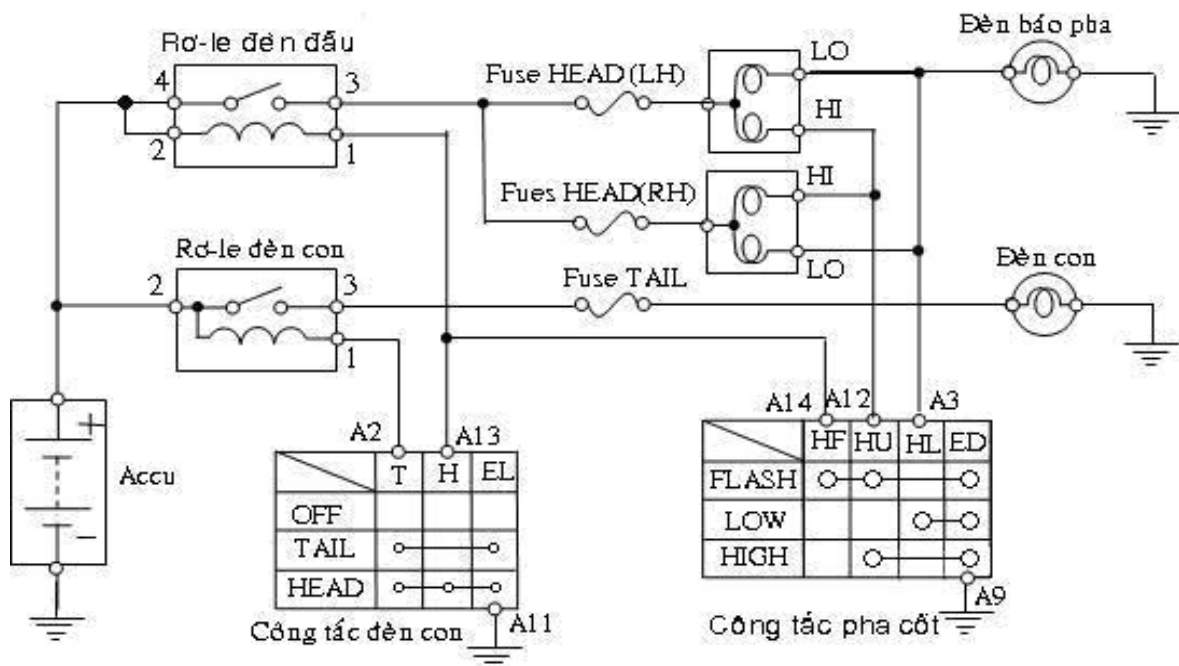 Rơ-le đèn đầu
4
3
2
1
Fuse HEAD (LH)
LO
HI
Đèn báo pha
Fues HEAD(RH)
HI
LO
Rơ-le đèn con
2
3
1
Fuse TAIL
Đèn con
+
-
Accu
A2
A13
T H EL
OFF
TAIL
HEAD
A11
Công tắc đèn con
A14 A12 A3
HF HU HL ED
FLASH
LOW
HIGH
A9
Công tắc pha cốt